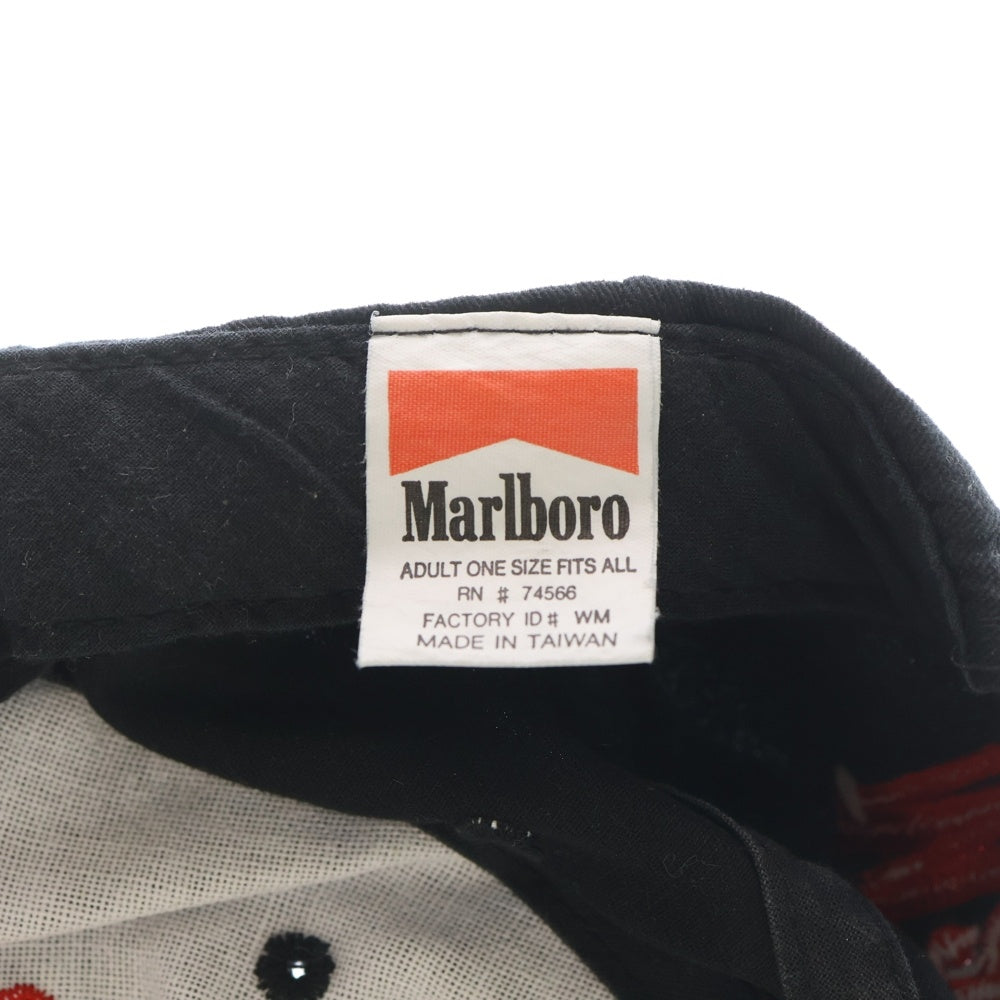 Marlboro
ADULT ONE SIZE FITS ALL
RN # 74566
FACTORY ID# WM
MADE IN TAIWAN